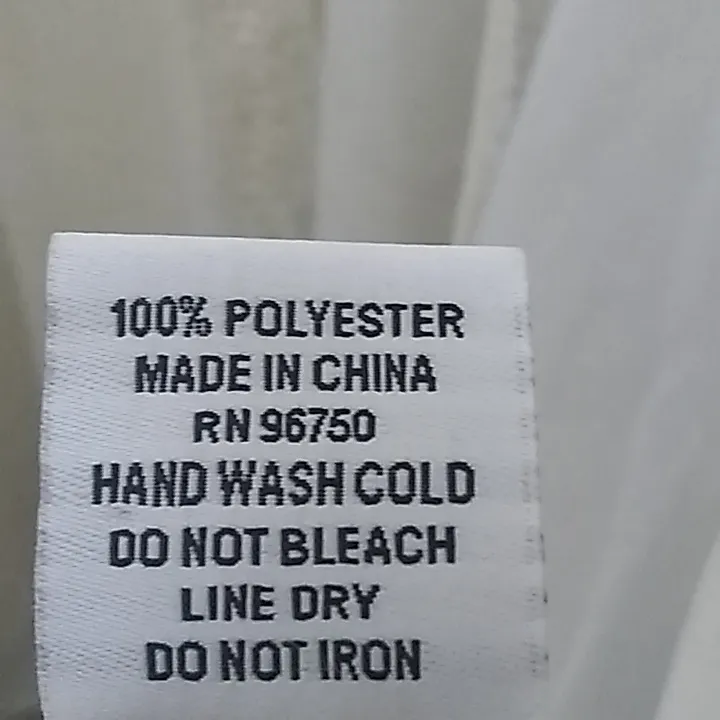 100% POLYESTER
MADE IN CHINA
RN 96750
HAND WASH COLD
DO NOT BLEACH
LINE DRY
DO NOT IRON